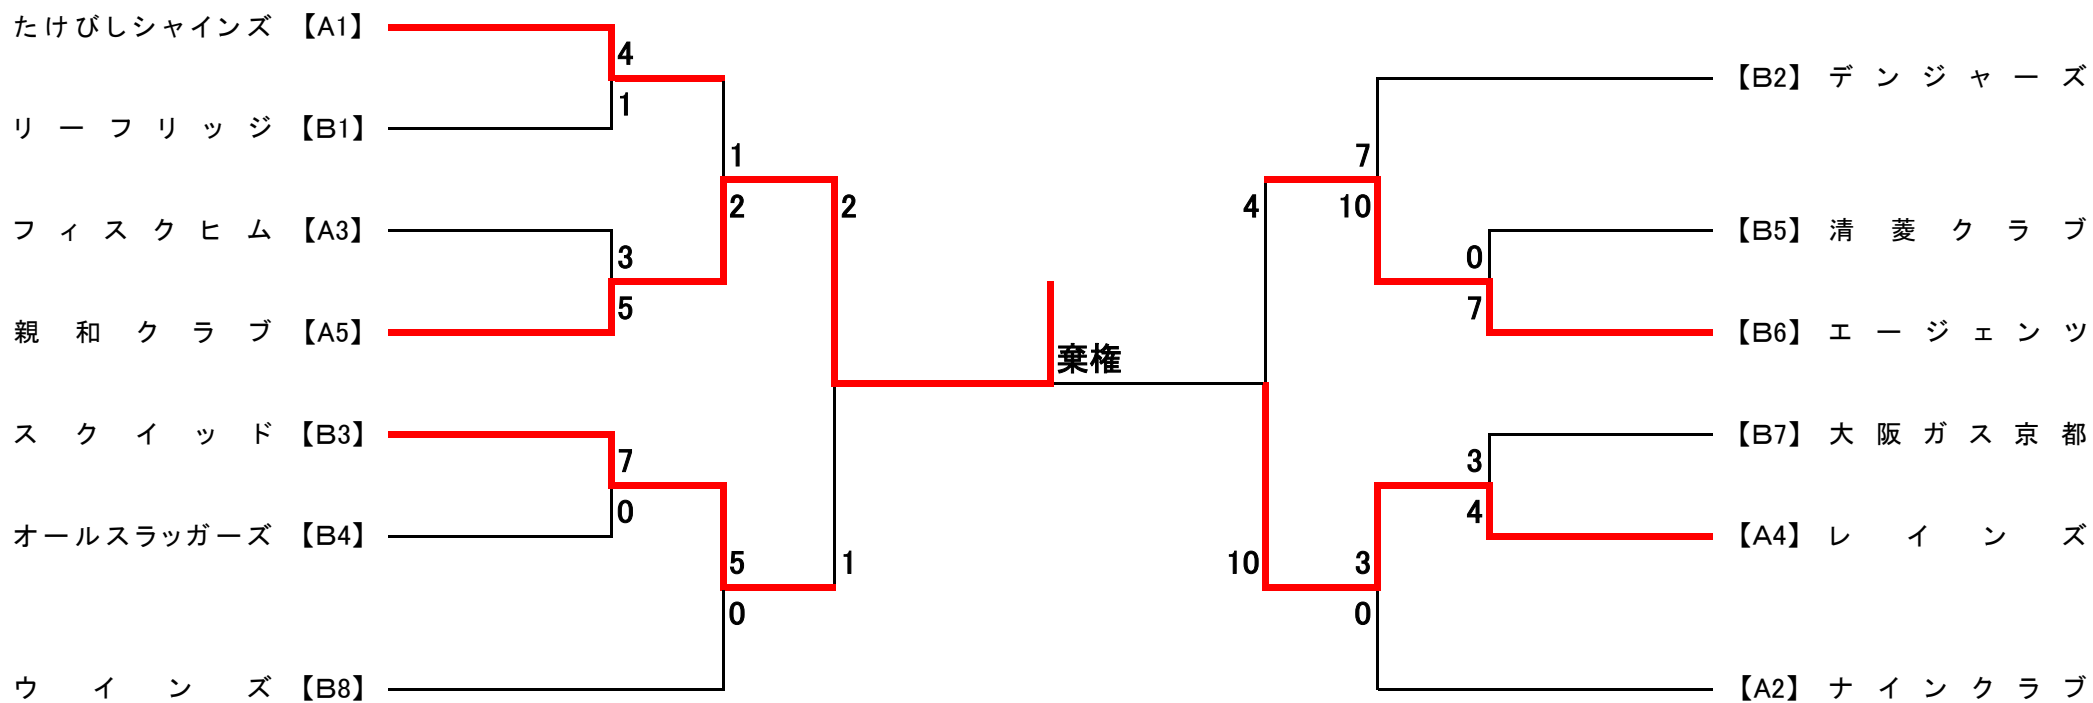 たけびしシャインズ 【A1】
4
1
リーフリッジ 【B1】
1
2
フィスクヒム 【A3】
3
5
親和クラブ 【A5】
2
1
スクイッド 【B3】
7
0
オールスラッガーズ 【B4】
5
0
ウインズ 【B8】
棄権
【B2】 デンジャーズ
7
10
【B5】 清菱クラブ
0
7
【B6】 エージェンツ
4
10
【B7】 大阪ガス京都
3
4
【A4】 レインズ
3
0
【A2】 ナインクラブ